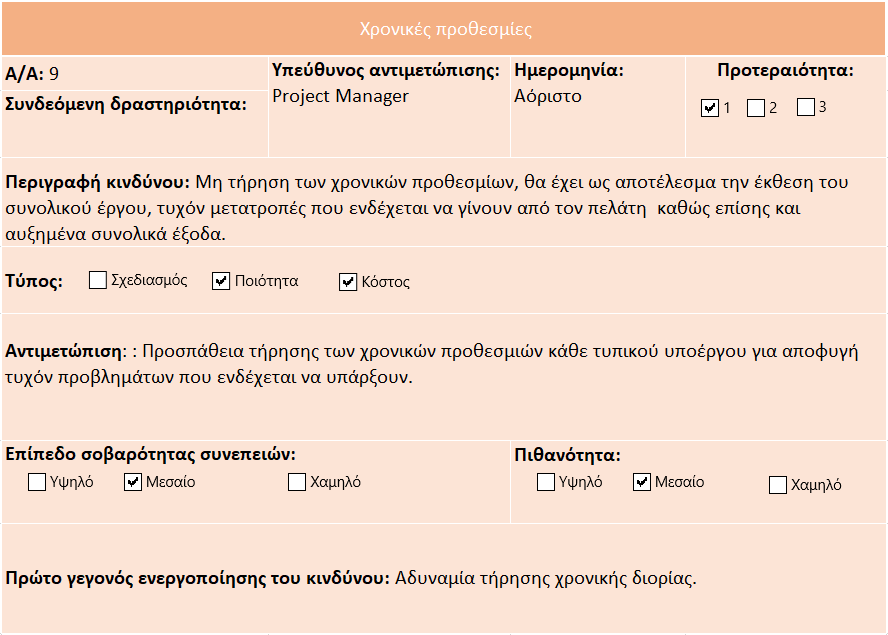 Χρονικές προθεσμίες
Α/Α: 9
Συνδεόμενη δραστηριότητα:
Υπεύθυνος αντιμετώπισης:
Project Manager
Ημερομηνία:
Αόριστο
Προτεραιότητα:
1 2 3
Περιγραφή κινδύνου: Μη τήρηση των χρονικών προθεσμίων, θα έχει ως αποτέλεσμα την έκθεση του
συνολικού έργου, τυχόν μετατροπές που ενδέχεται να γίνουν από τον πελάτη καθώς επίσης και
αυξημένα συνολικά έξοδα.
Τύπος: Σχεδιασμός Ποιότητα Κόστος
Αντιμετώπιση: : Προσπάθεια τήρησης των χρονικών προθεσμιών κάθε τυπικού υποέργου για αποφυγή
τυχόν προβλημάτων που ενδέχεται να υπάρξουν.
Επίπεδο σοβαρότητας συνεπειών:
Υψηλό Μεσαίο Χαμηλό
Πιθανότητα:
Υψηλό Μεσαίο Χαμηλό
Πρώτο γεγονός ενεργοποίησης του κινδύνου: Αδυναμία τήρησης χρονικής διορίας.